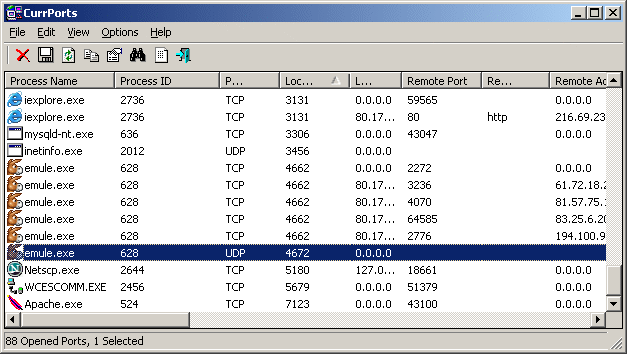 CurrPorts
File Edit View Options Help
Process Name Process ID P... Loc... L... Remote Port Re... Remote Ad
iexplore.exe 2736 TCP 3131 0.0.0.0 59565 0.0.0.0
iexplore.exe 2736 TCP 3131 80.17... 80 http 216.69.23
mysqld-nt.exe 636 TCP 3306 0.0.0.0 43047 0.0.0.0
inetinfo.exe 2012 UDP 3456 0.0.0.0
emule.exe 628 TCP 4662 0.0.0.0 2272 0.0.0.0
emule.exe 628 TCP 4662 80.17... 3236 61.72.18.2
emule.exe 628 TCP 4662 80.17... 4070 81.57.75.1
emule.exe 628 TCP 4662 80.17... 64585 83.25.6.20
emule.exe 628 TCP 4662 80.17... 2776 194.100.9
emule.exe 628 UDP 4672 0.0.0.0
Netscp.exe 2644 TCP 5180 127.0... 18661 0.0.0.0
WCESCOMM.EXE 2456 TCP 5679 0.0.0.0 51379 0.0.0.0
Apache.exe 524 TCP 7123 0.0.0.0 43100 0.0.0.0
88 Opened Ports, 1 Selected